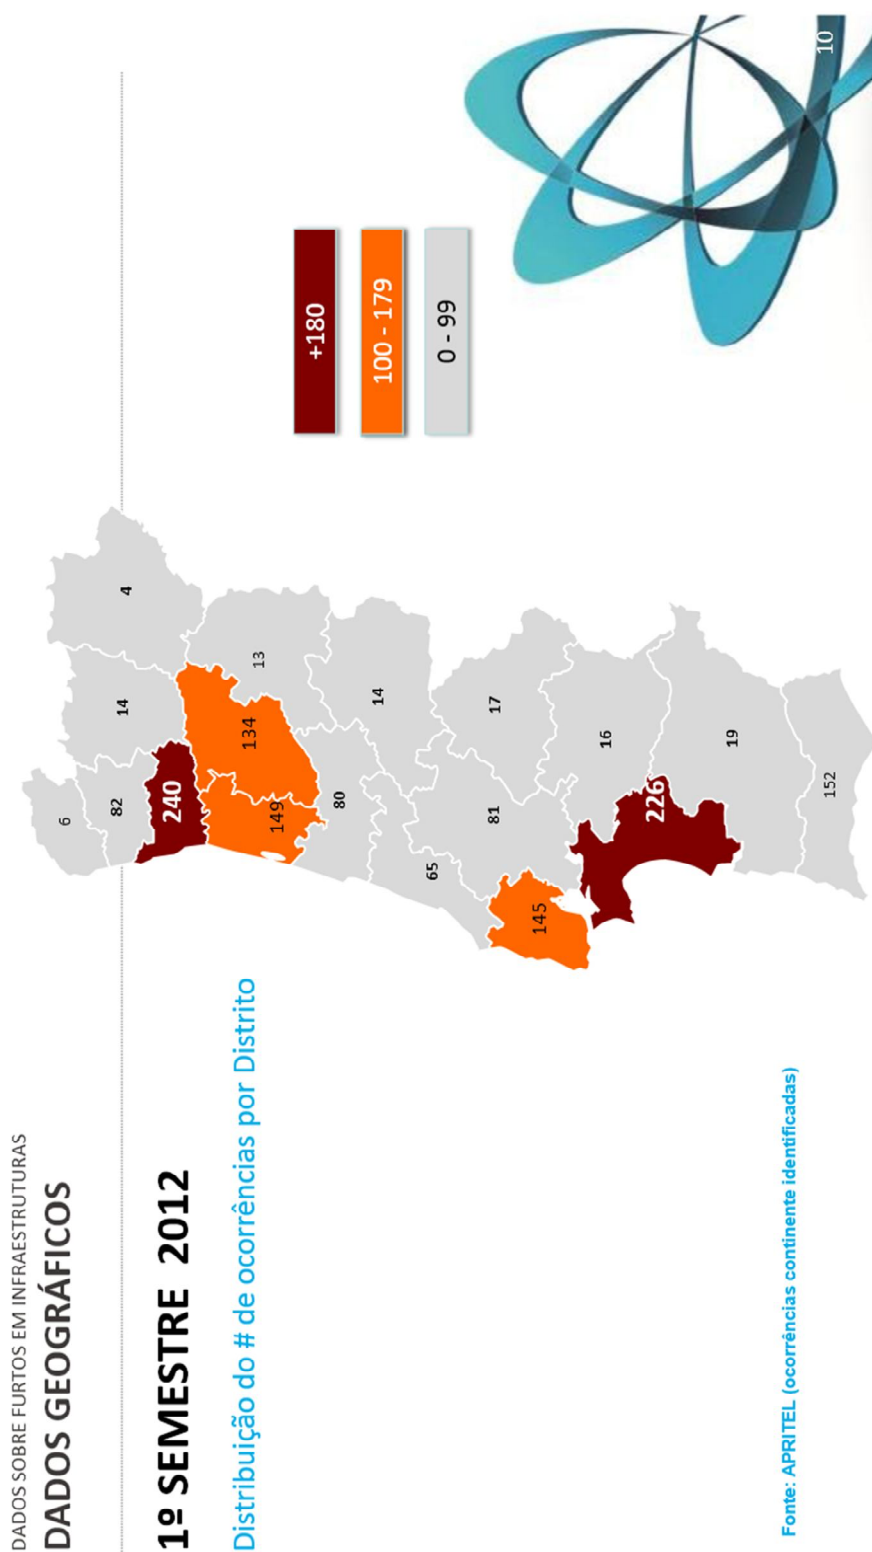 DADOS SOBRE FURTOS EM INFRAESTRUTURAS
DADOS GEOGRÁFICOS
1º SEMESTRE 2012
Distribuição do # de ocorrências por Distrito
6
82
14
4
240
149
134
13
80
14
65
81
17
145
16
226
19
152
+180
100 - 179
0 - 99
Fonte: APRITEL (ocorrências continente identificadas)
10